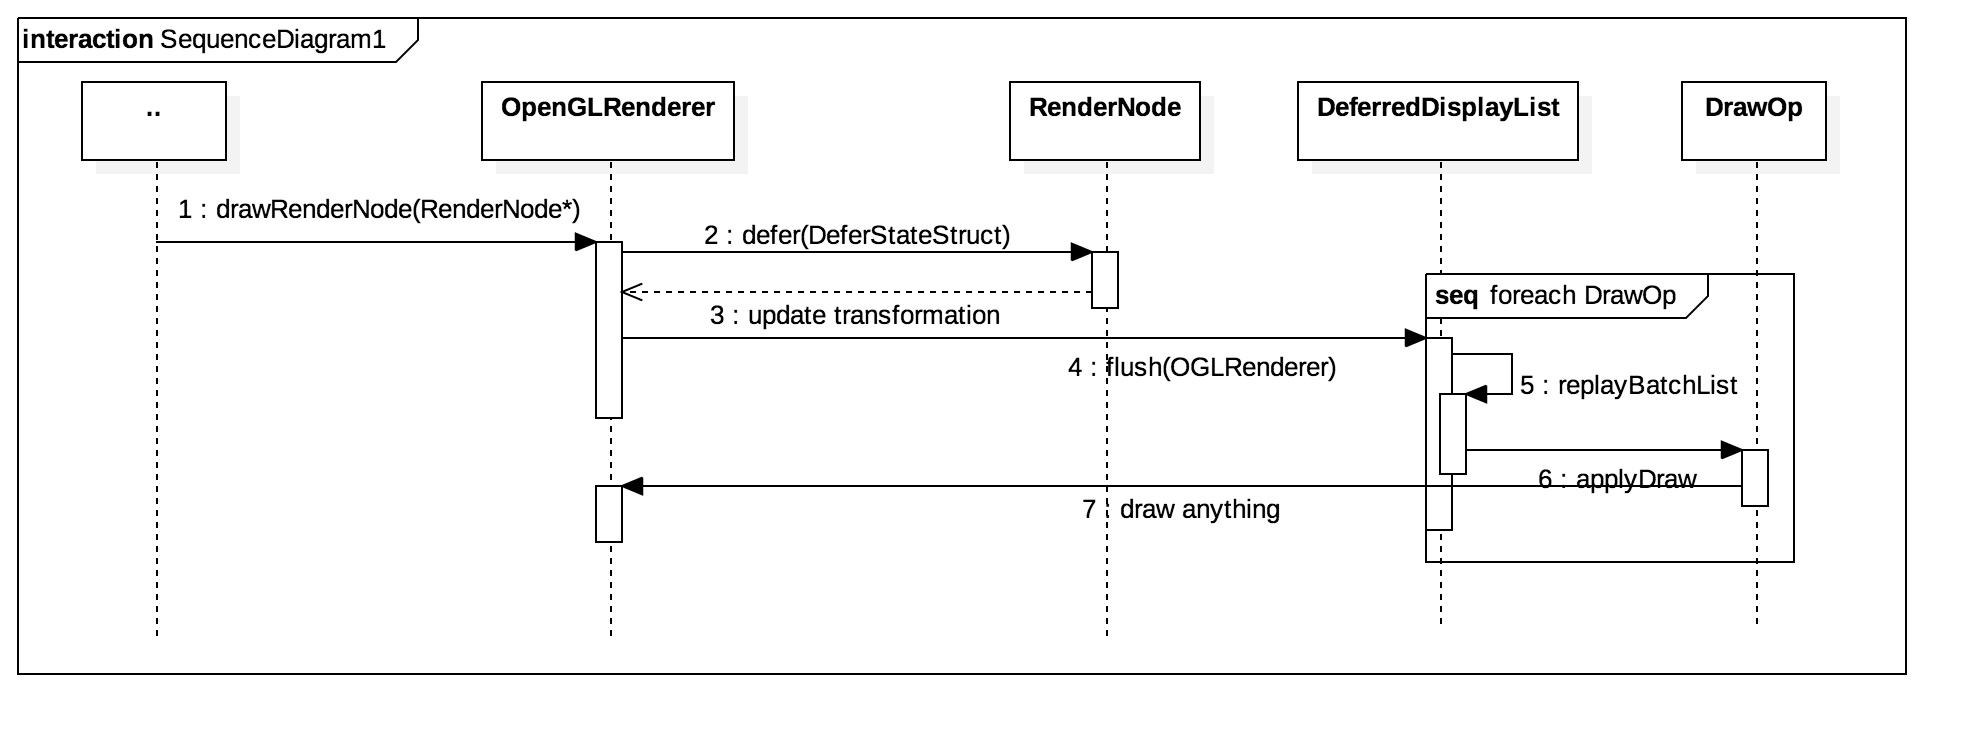 interaction SequenceDiagram1
..
OpenGLRenderer
RenderNode
DeferredDisplayList
DrawOp
1 : drawRenderNode(RenderNode*)
2 : defer(DeferStateStruct)
seq foreach DrawOp
3 : update transformation
4 : flush(OGLRenderer)
5 : replayBatchList
6 : applyDraw
7 : draw anything